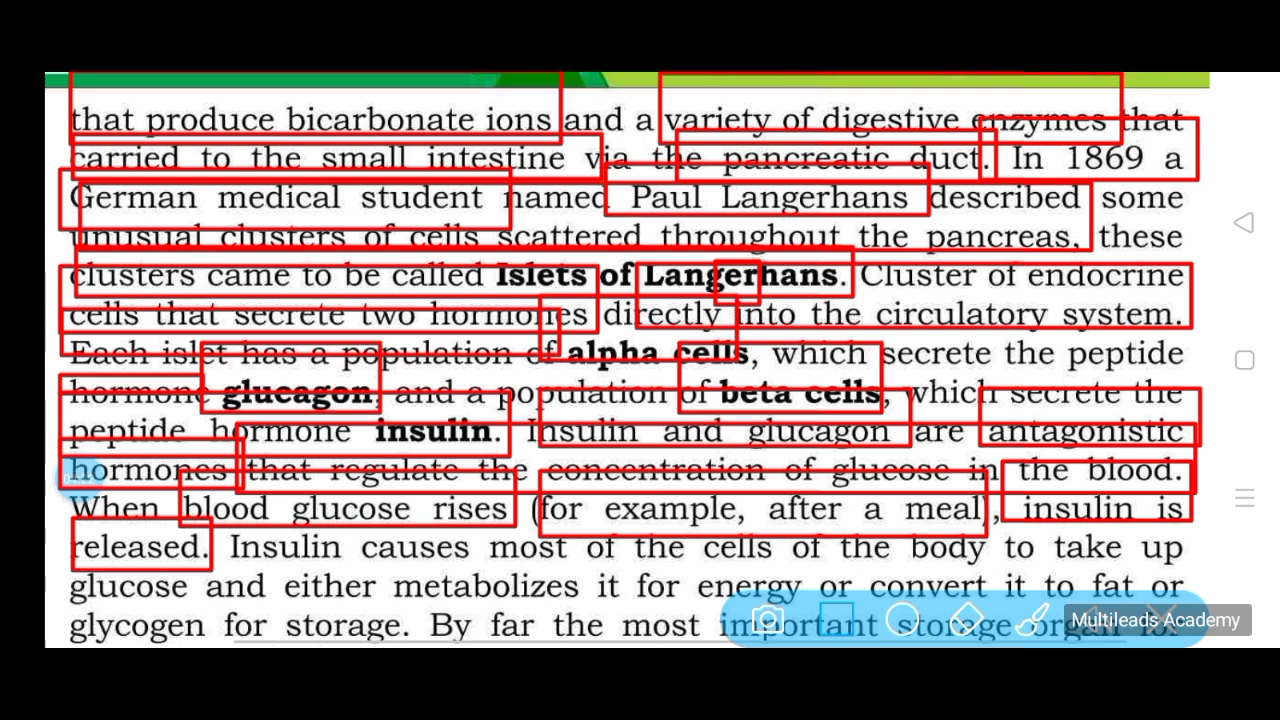 that produce bicarbonate ions and a variety of digestive enzymes that
carried to the small intestine via the pancreatic duct. In 1869 a
German medical student named Paul Langerhans described some
unusual clusters of cells scattered throughout the pancreas, these
clusters came to be called Islets of Langerhans. Cluster of endocrine
cells that secrete two hormones directly into the circulatory system.
Each islet has a population of alpha cells, which secrete the peptide
hormone glucagon, and a population of beta cells, which secrete the
peptide hormone insulin. Insulin and glucagon are antagonistic
hormones that regulate the concentration of glucose in the blood.
When blood glucose rises (for example, after a meal), insulin is
released. Insulin causes most of the cells of the body to take up
glucose and either metabolizes it for energy or convert it to fat or
glycogen for storage. By far the most important storage organ for
Multileads Academy